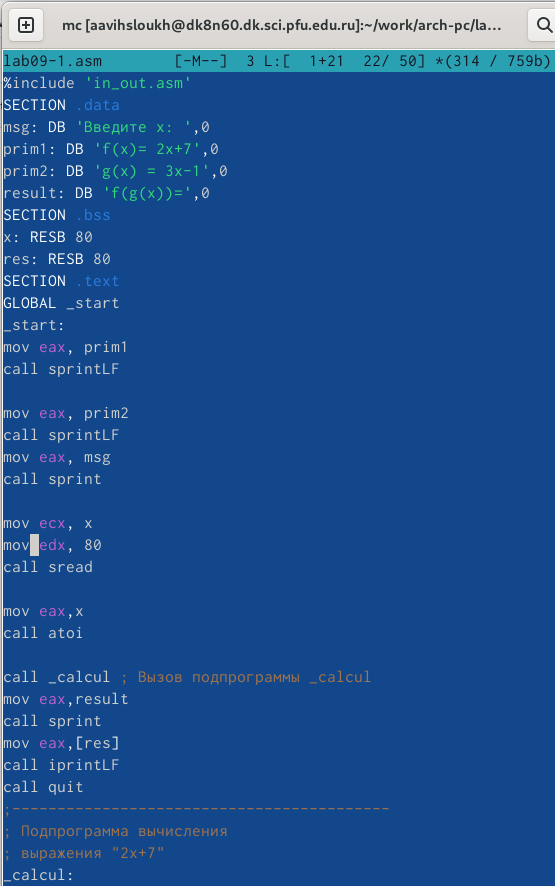 mc [aavihsloukh@dk8n60.dk.sci.pfu.edu.ru]:~/work/arch-pc/la...
lab09-1.asm [-M--] 3 L:[ 1+21 22/ 50] *(314 / 759b)
%include 'in_out.asm'
SECTION .data
msg: DB 'Введите x: ',0
prim1: DB 'f(x)= 2x+7',0
prim2: DB 'g(x) = 3x-1',0
result: DB 'f(g(x))=',0
SECTION .bss
x: RESB 80
res: RESB 80
SECTION .text
GLOBAL _start
_start:
mov eax, prim1
call sprintLF
mov eax, prim2
call sprintLF
mov eax, msg
call sprint
mov ecx, x
mov edx, 80
call sread
mov eax,x
call atoi
call _calcul ; Вызов подпрограммы _calcul
mov eax,result
call sprint
mov eax,[res]
call iprintLF
call quit
;------------------------------------------
; Подпрограмма вычисления
; выражения "2x+7"
_calcul: